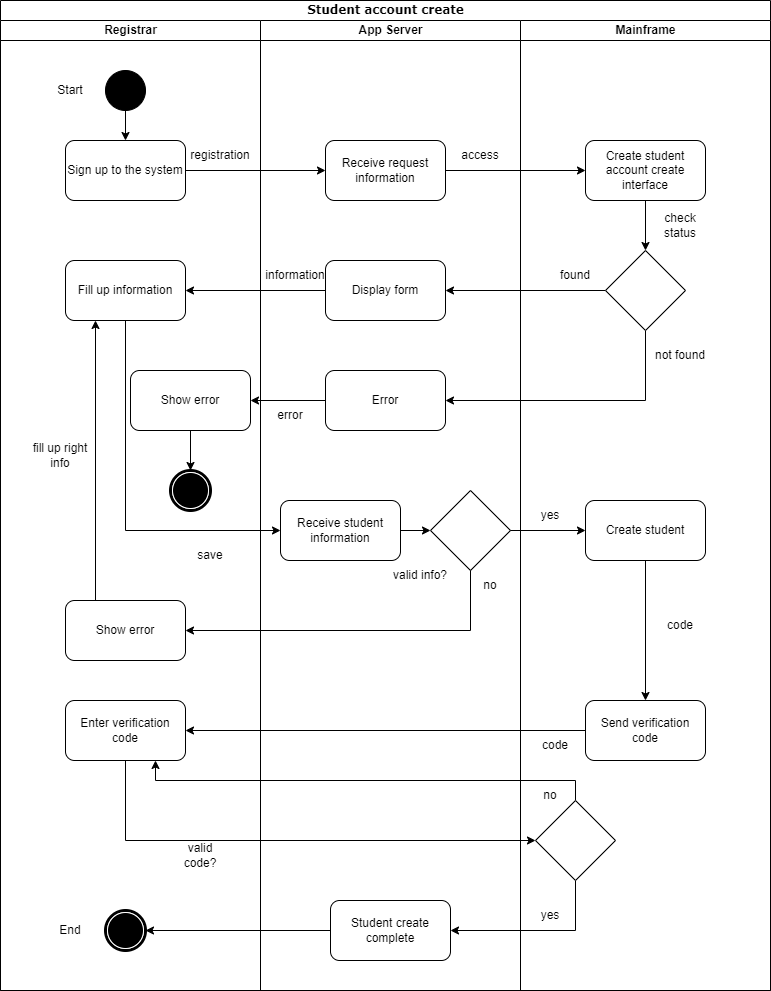 Student account create
Registrar
App Server
Mainframe
Start
Sign up to the system
registration
Receive request
information
access
Create student
account create
interface
check
status
Fill up information
information
Display form
found
not found
Show error
error
Error
fill up right
info
save
Receive student
information
valid info?
yes
no
Create student
Show error
code
Enter verification
code
code
Send verification
code
no
valid
code?
yes
End
Student create
complete